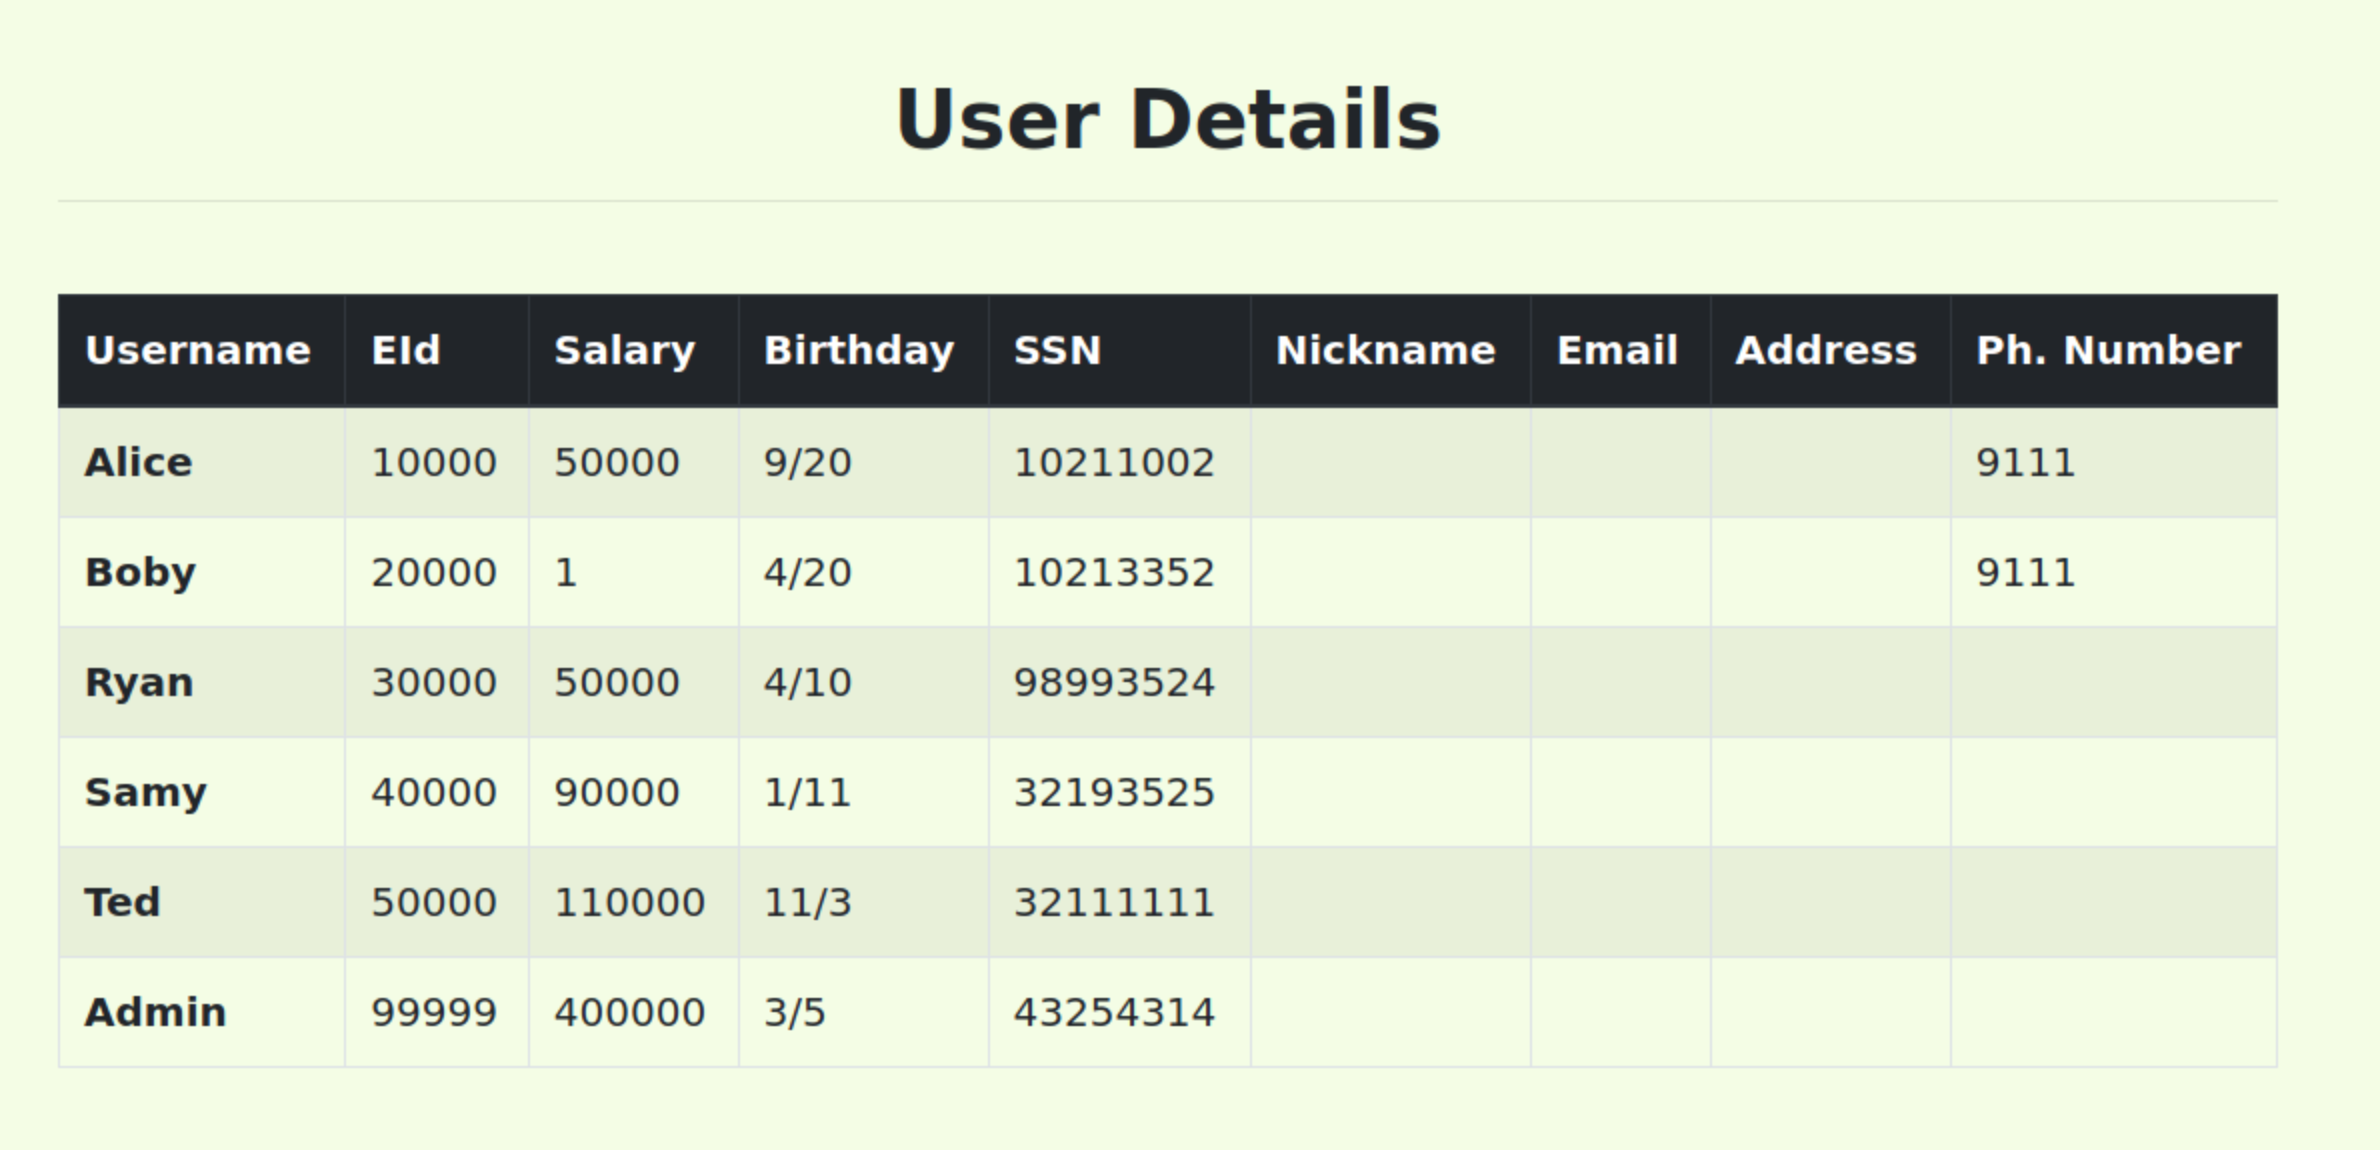 User Details
Username EId Salary Birthday SSN Nickname Email Address Ph. Number
Alice 10000 50000 9/20 10211002 9111
Boby 20000 1 4/20 10213352 9111
Ryan 30000 50000 4/10 98993524
Samy 40000 90000 1/11 32193525
Ted 50000 110000 11/3 32111111
Admin 99999 400000 3/5 43254314